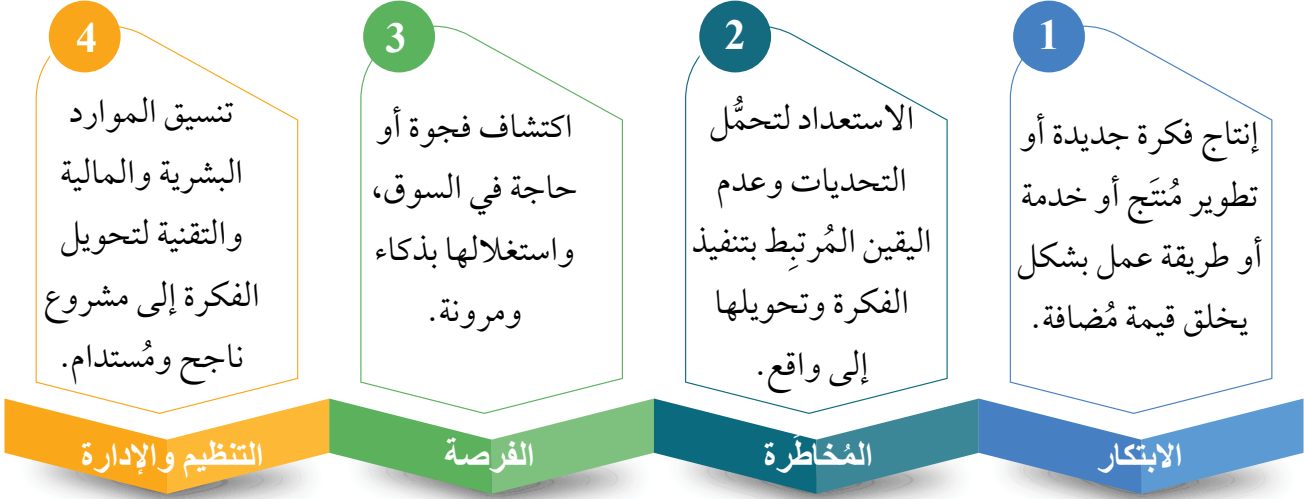 1
إنتاج فكرة جديدة أو
تطوير مُنتَج أو خدمة
أو طريقة عمل بشكل
يخلق قيمة مُضافة.
الابتكار
2
الاستعداد لتحمُّل
التحديات وعدم
اليقين المُرتبِط بتنفيذ
الفكرة وتحويلها
إلى واقع.
المُخاطَرة
3
اكتشاف فجوة أو
حاجة في السوق،
واستغلالها بذكاء
ومرونة.
الفرصة
4
تنسيق الموارد
البشرية والمالية
والتقنية لتحويل
الفكرة إلى مشروع
ناجح ومُستدام.
التنظيم والإدارة